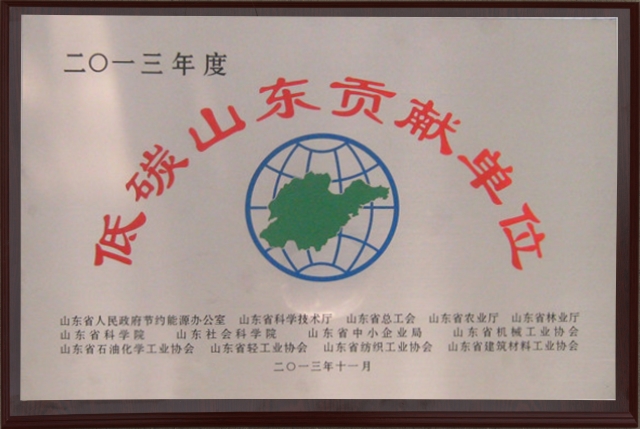 二〇一三年度
低碳山东贡献单位
山东省人民政府节约能源办公室 山东省科学技术厅 山东省总工会 山东省农业厅 山东省林业厅
山东省科学院 山东社会科学院 山东省中小企业局 山东省机械工业协会
山东省石油化学工业协会 山东省轻工业协会 山东省纺织工业协会 山东省建筑材料工业协会
二〇一三年十一月